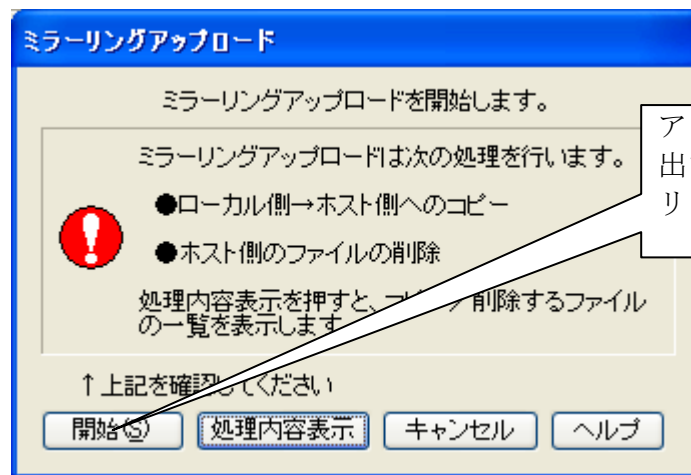 ミラーリングアップロード
ミラーリングアップロードを開始します。
ミラーリングアップロードは次の処理を行います。
●ローカル側→ホスト側へのコピー
●ホスト側のファイルの削除
処理内容表示を押すと、コピー／削除するファイル
の一覧を表示します
↑上記を確認してください
開始(S)
処理内容表示
キャンセル
ヘルプ
ア
出
リ